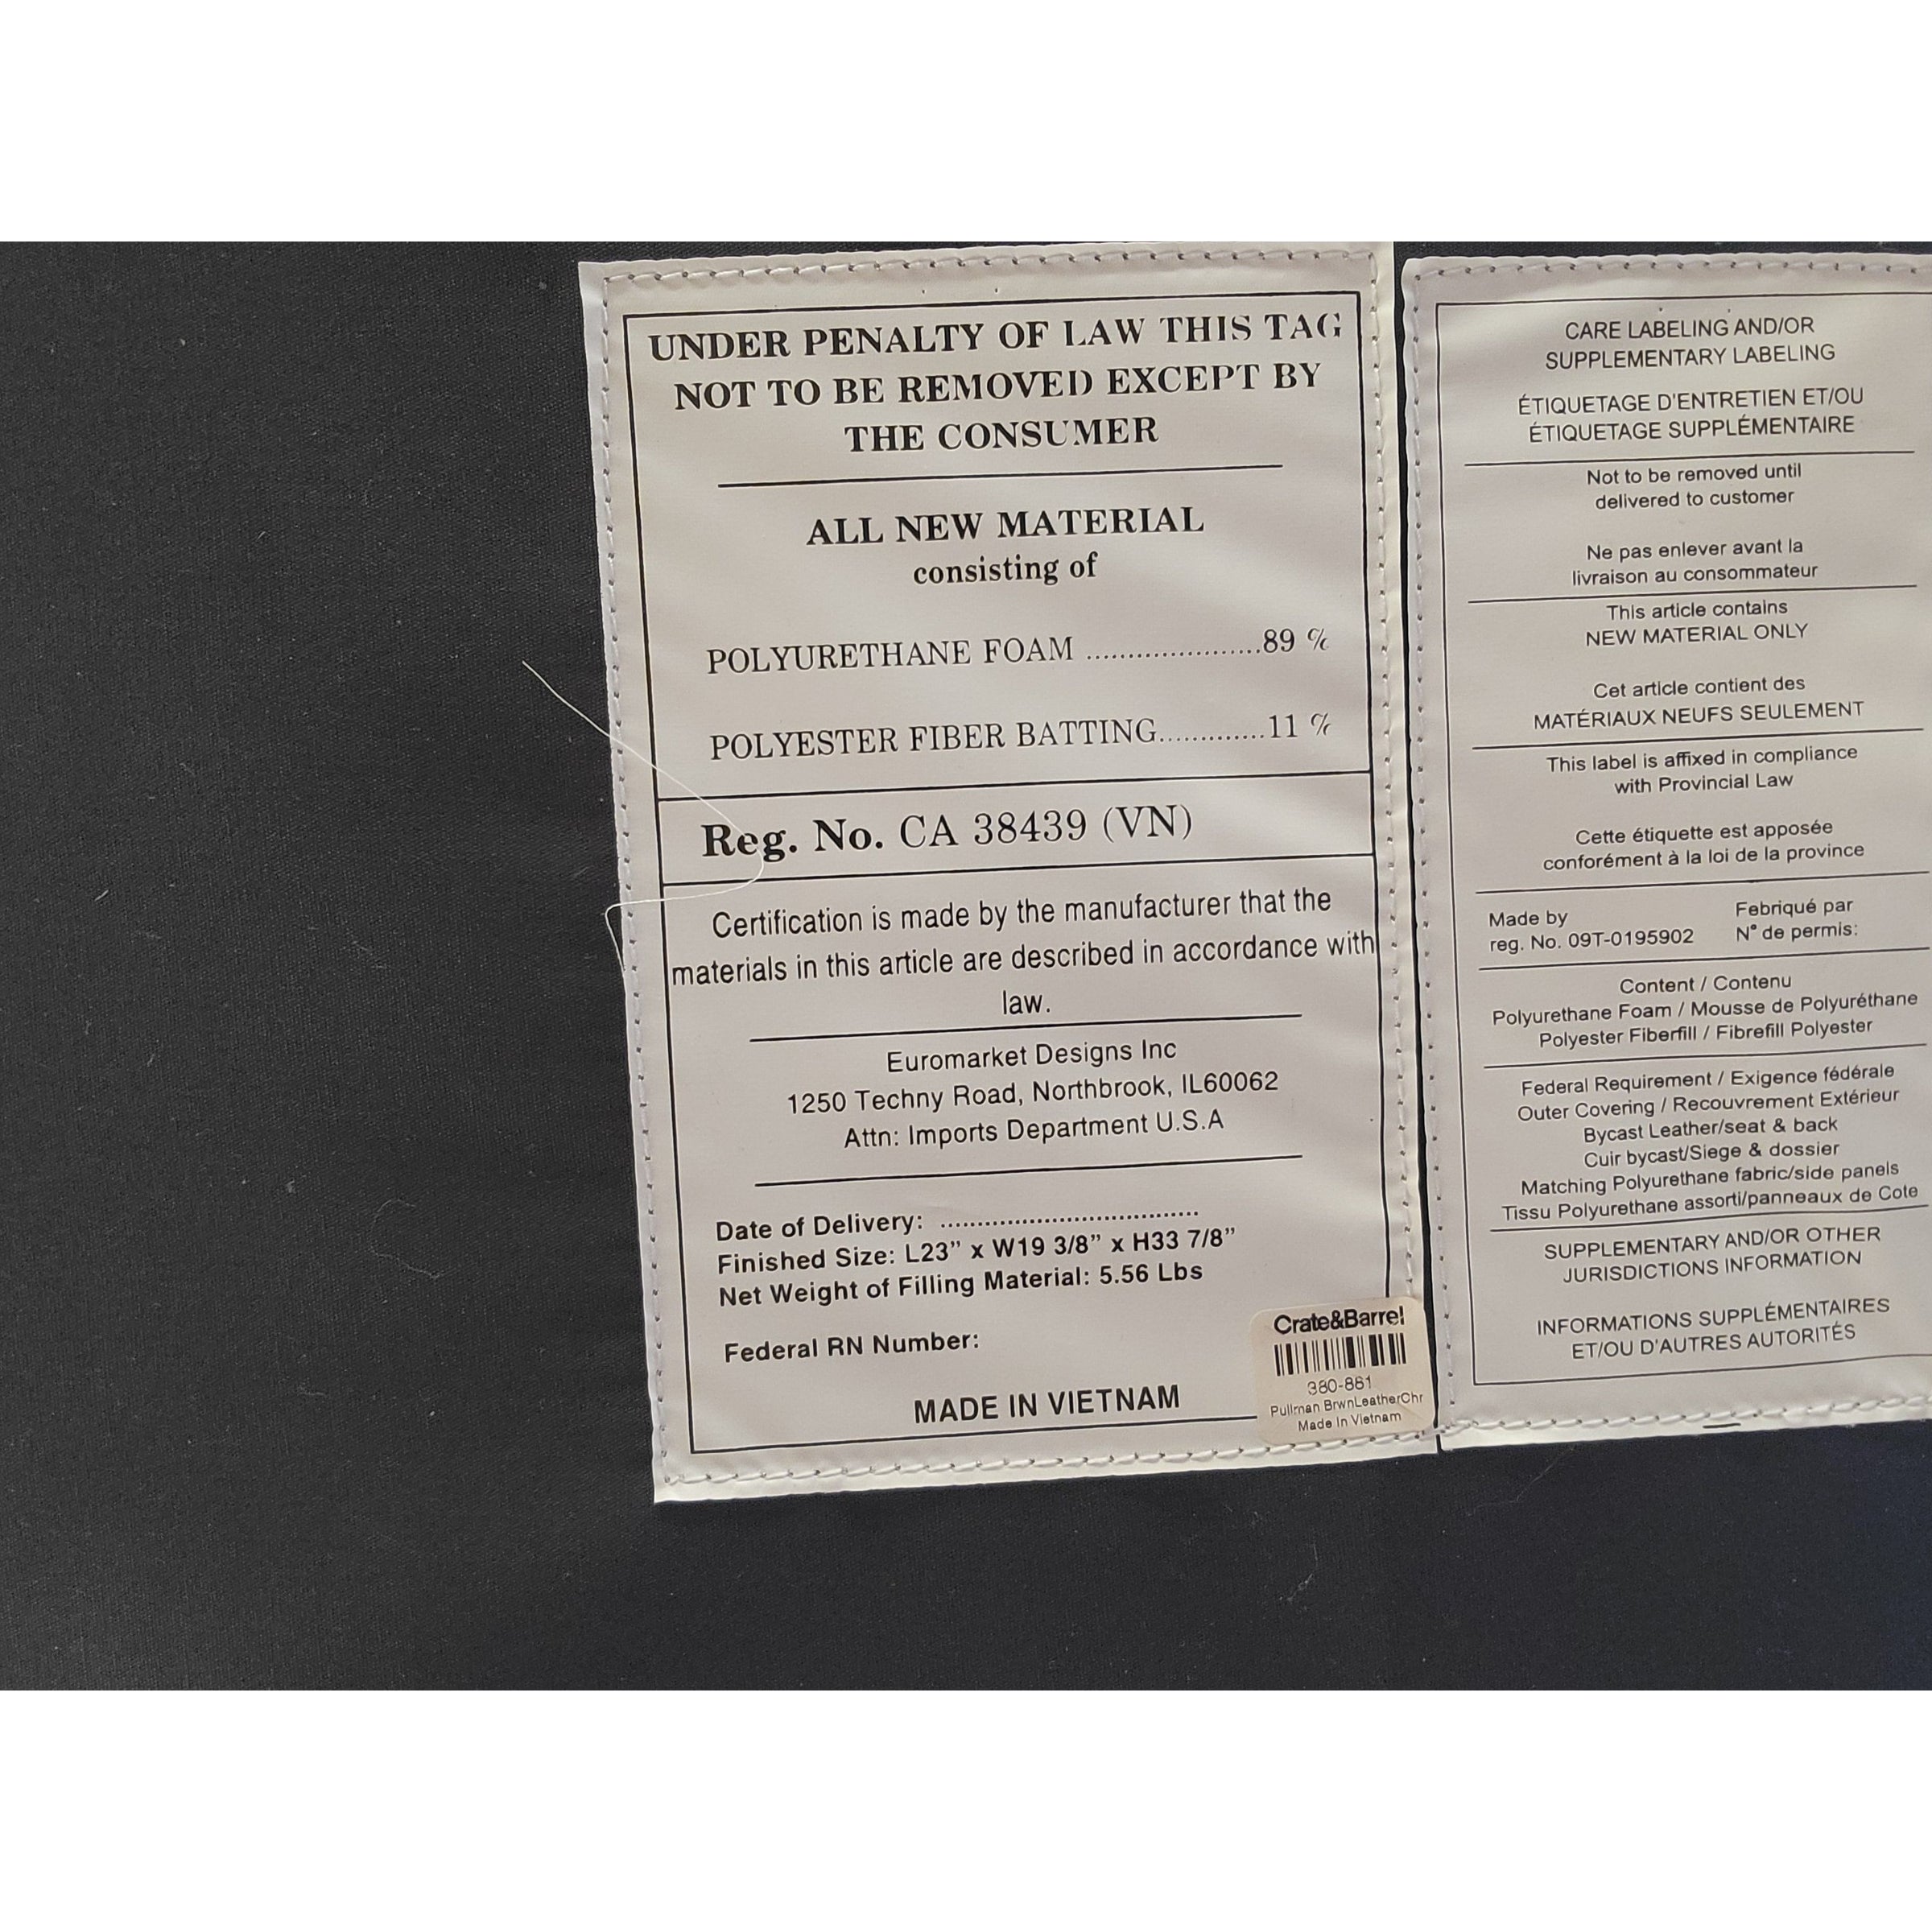 UNDER PENALTY OF LAW THIS TAG
NOT TO BE REMOVED EXCEPT BY
THE CONSUMER
ALL NEW MATERIAL
consisting of
POLYURETHANE FOAM .....................89 %
POLYESTER FIBER BATTING.............11 %
Reg. No. CA 38439 (VN)
Certification is made by the manufacturer that the
materials in this article are described in accordance with
law.
Euromarket Designs Inc
1250 Techny Road, Northbrook, IL60062
Attn: Imports Department U.S.A
Date of Delivery: ...................................
Finished Size: L23” x W19 3/8” x H33 7/8”
Net Weight of Filling Material: 5.56 Lbs
Federal RN Number:
MADE IN VIETNAM
Crate&Barrel
380-881
Pullman BrwnLeatherChr
Made In Vietnam
CARE LABELING AND/OR
SUPPLEMENTARY LABELING
ÉTIQUETAGE D'ENTRETIEN ET/OU
ÉTIQUETAGE SUPPLÉMENTAIRE
Not to be removed until
delivered to customer
Ne pas enlever avant la
livraison au consommateur
This article contains
NEW MATERIAL ONLY
Cet article contient des
MATÉRIAUX NEUFS SEULEMENT
This label is affixed in compliance
with Provincial Law
Cette étiquette est apposée
conforément à la loi de la province
Made by
reg. No. 09T-0195902
Febriqué par
N° de permis:
Content / Contenu
Polyurethane Foam / Mousse de Polyuréthane
Polyester Fiberfill / Fibrefill Polyester
Federal Requirement / Exigence fédérale
Outer Covering / Recouvrement Extérieur
Bycast Leather/seat & back
Cuir bycast/Siege & dossier
Matching Polyurethane fabric/side panels
Tissu Polyurethane assorti/panneaux de Cote
SUPPLEMENTARY AND/OR OTHER
JURISDICTIONS INFORMATION
INFORMATIONS SUPPLÉMENTAIRES
ET/OU D'AUTRES AUTORITÉS